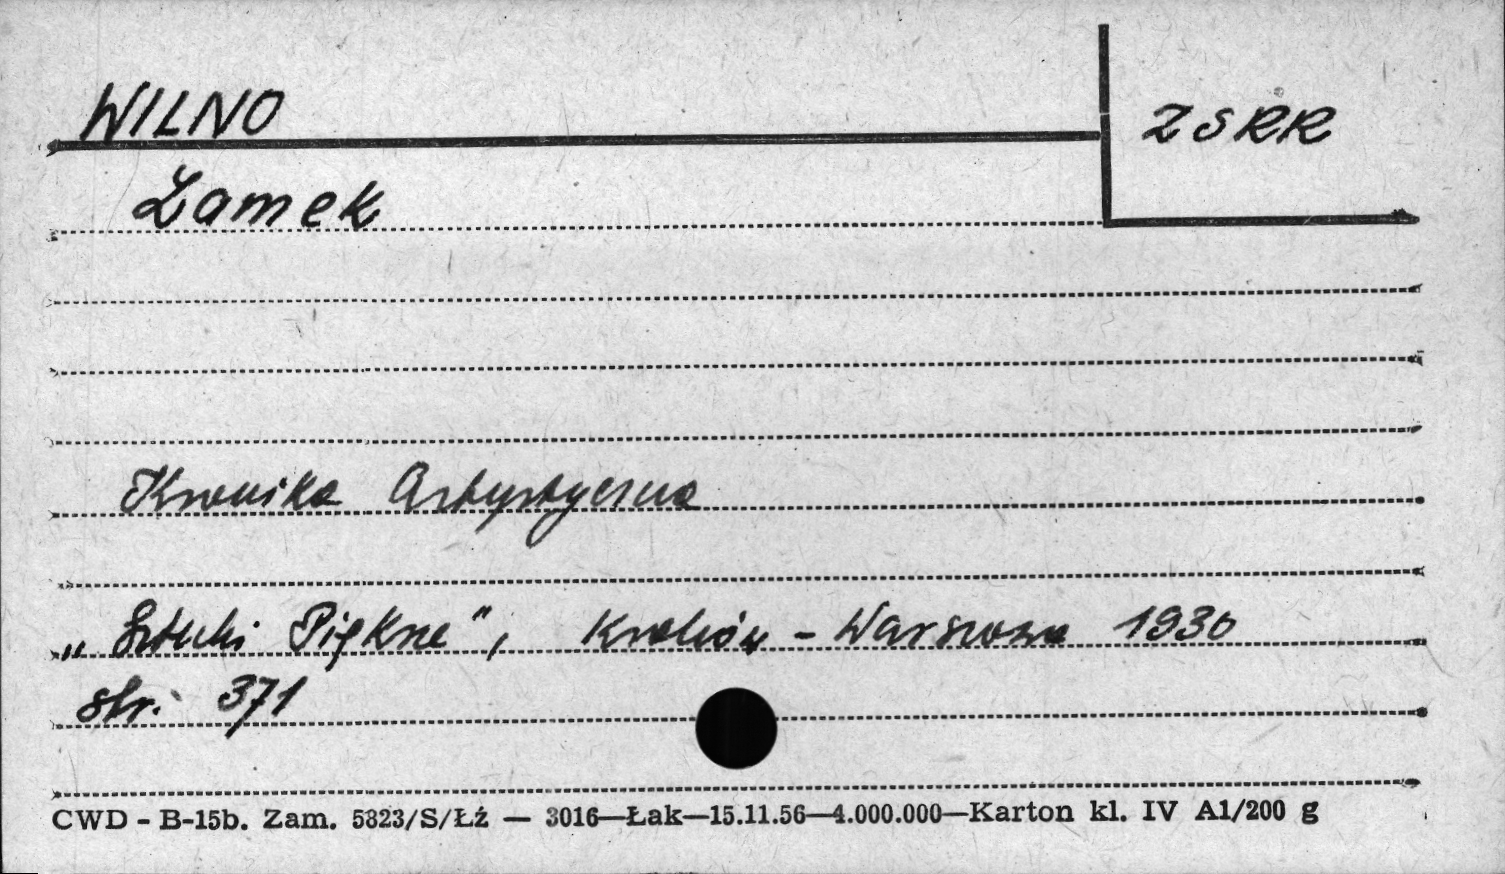 WILNO
ZSRR
Zamek
Kronika Artystyczna
„Sztuki Piękne", Kraków - Warszawa 1930
str. 371
CWD - B-15b. Zam. 5823/S/Łź — 3016—Łak—15.11.56—4.000.000—Karton kl. IV A1/200 g